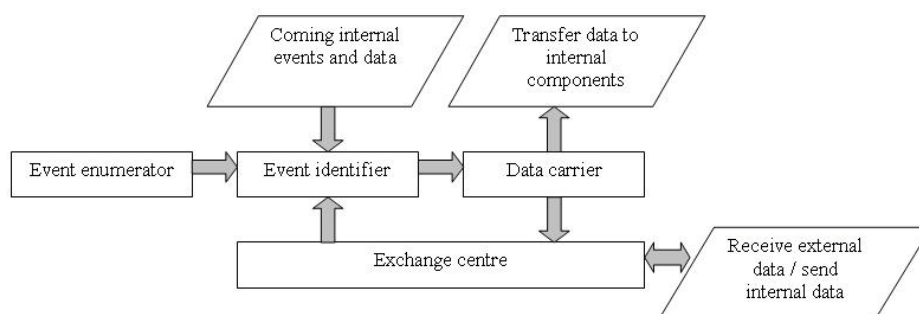 Coming internal
events and data
Transfer data to
internal
components
Event enumerator
Event identifier
Data carrier
Exchange centre
Receive external
data / send
internal data